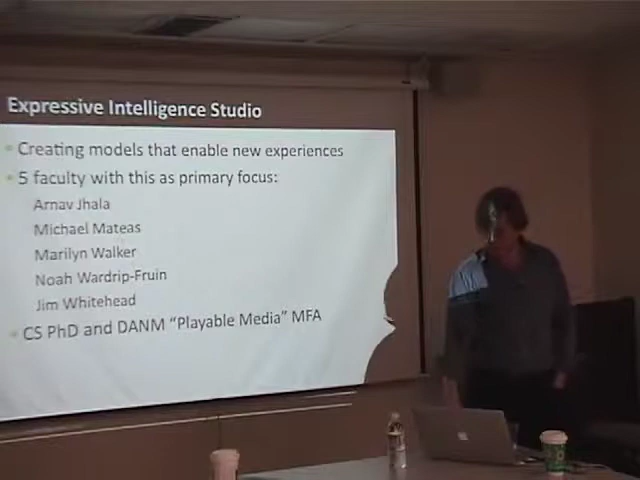 Expressive Intelligence Studio
Creating models that enable new experiences
5 faculty with this as primary focus:
Arnav Jhala
Michael Mateas
Marilyn Walker
Noah Wardrip-Fruin
Jim Whitehead
CS PhD and DANM “Playable Media” MFA